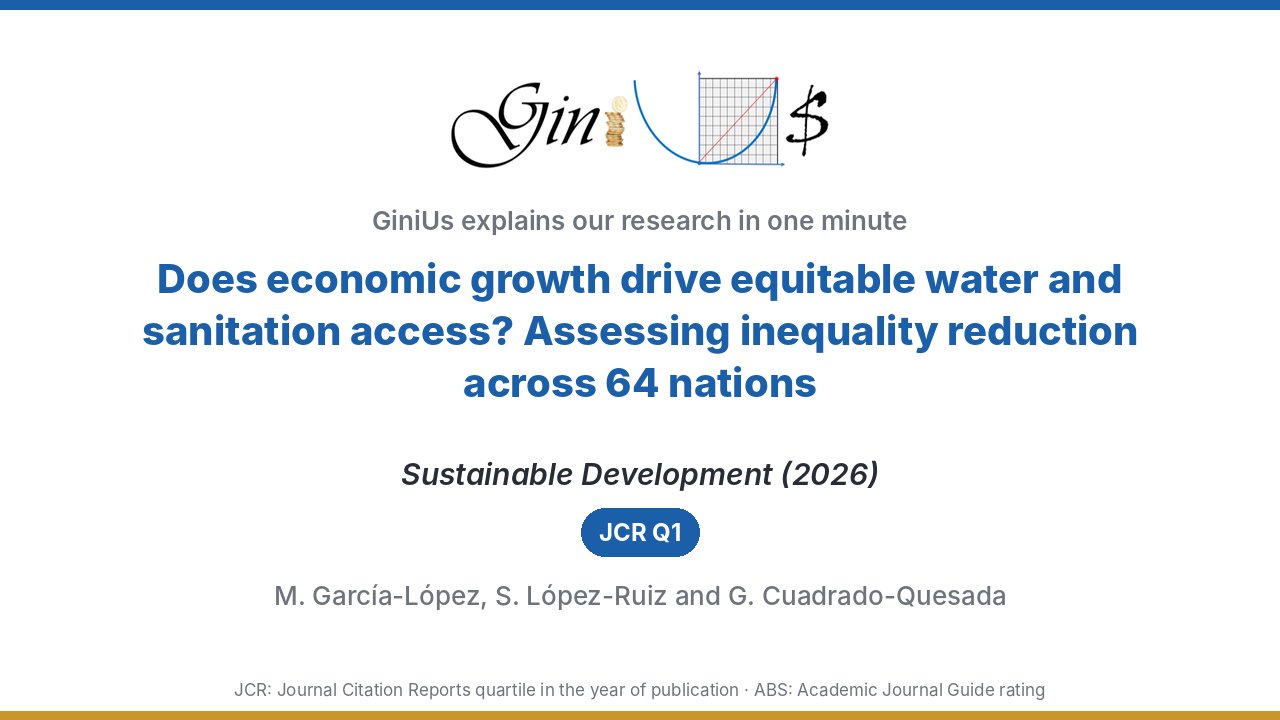 Gini U $
GiniUs explains our research in one minute
Does economic growth drive equitable water and
sanitation access? Assessing inequality reduction
across 64 nations
Sustainable Development (2026)
JCR Q1
M. García-López, S. López-Ruiz and G. Cuadrado-Quesada
JCR: Journal Citation Reports quartile in the year of publication · ABS: Academic Journal Guide rating